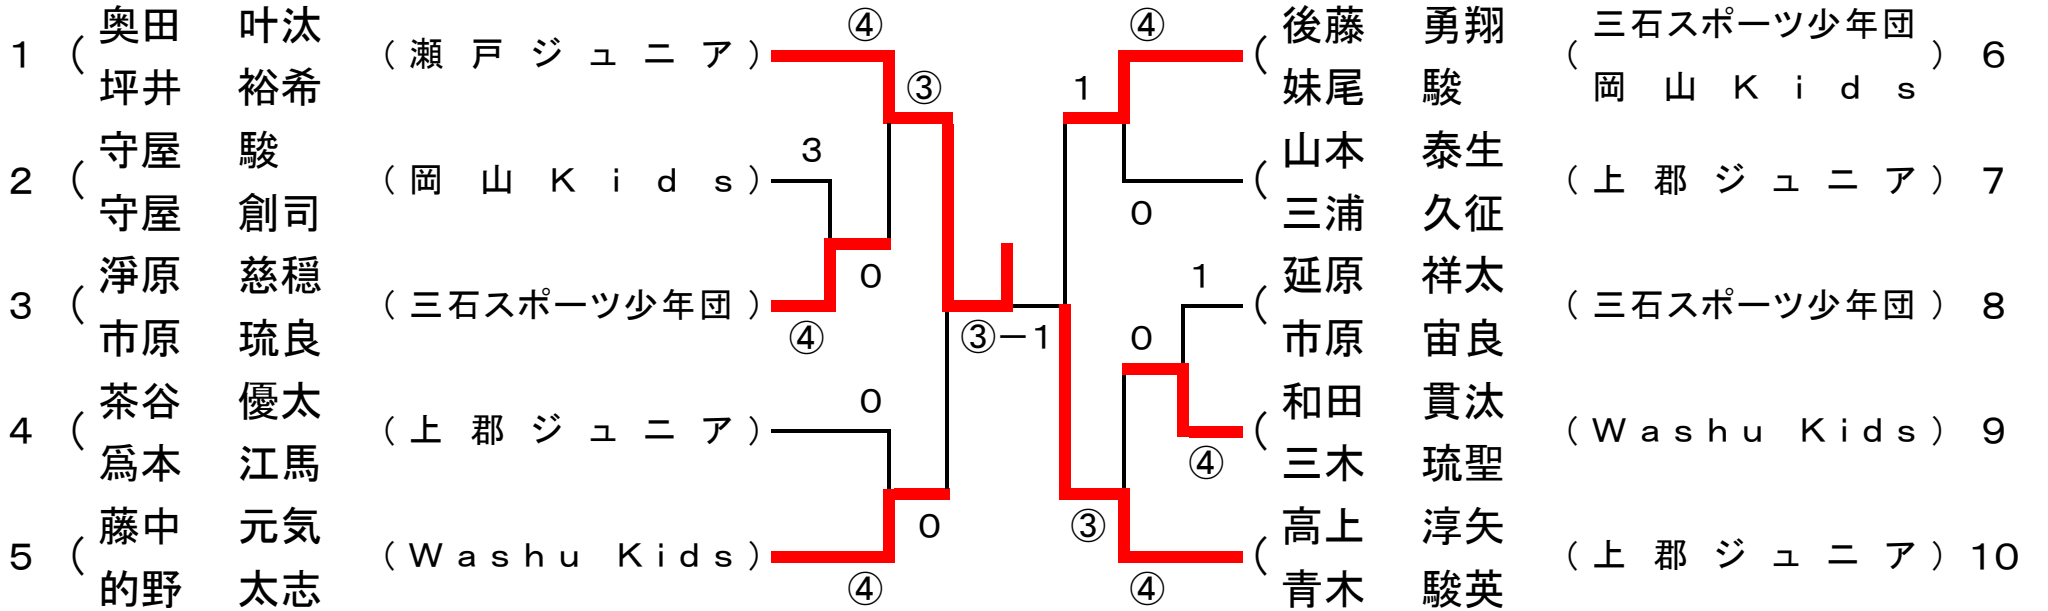 1 ( 奥田 叶汰 ( 瀬戸ジュニア )
坪井 裕希
2 ( 守屋 駿 ( 岡山Kids )
守屋 創司
3 ( 淨原 慈穏 ( 三石スポーツ少年団 )
市原 琉良
4 ( 茶谷 優太 ( 上郡ジュニア )
爲本 江馬
5 ( 藤中 元気 ( Washu Kids )
的野 太志
④
③
3
0
④
0
0
④
③−1
④
1
0
1
0
④
③
④
( 後藤 勇翔 ( 三石スポーツ少年団 ) 6
妹尾 駿 岡山Kids
( 山本 泰生 ( 上郡ジュニア ) 7
三浦 久征
( 延原 祥太 ( 三石スポーツ少年団 ) 8
市原 宙良
( 和田 貫汰 ( Washu Kids ) 9
三木 琉聖
( 高上 淳矢 ( 上郡ジュニア ) 10
青木 駿英